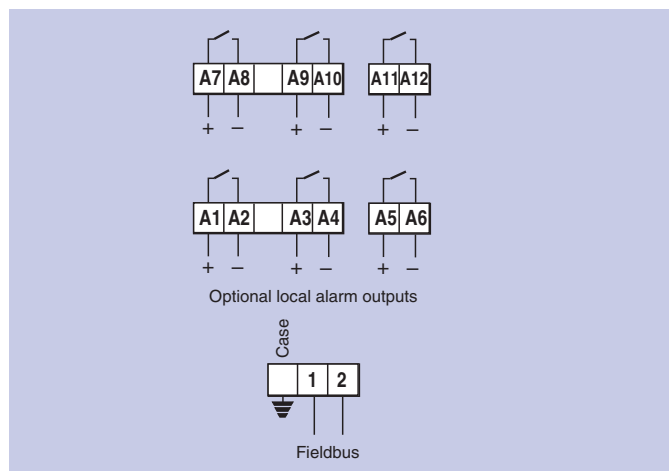 A7 A8 A9 A10 A11 A12
+ – + – + –
A1 A2 A3 A4 A5 A6
+ – + – + –
Optional local alarm outputs
Case
1 2
Fieldbus